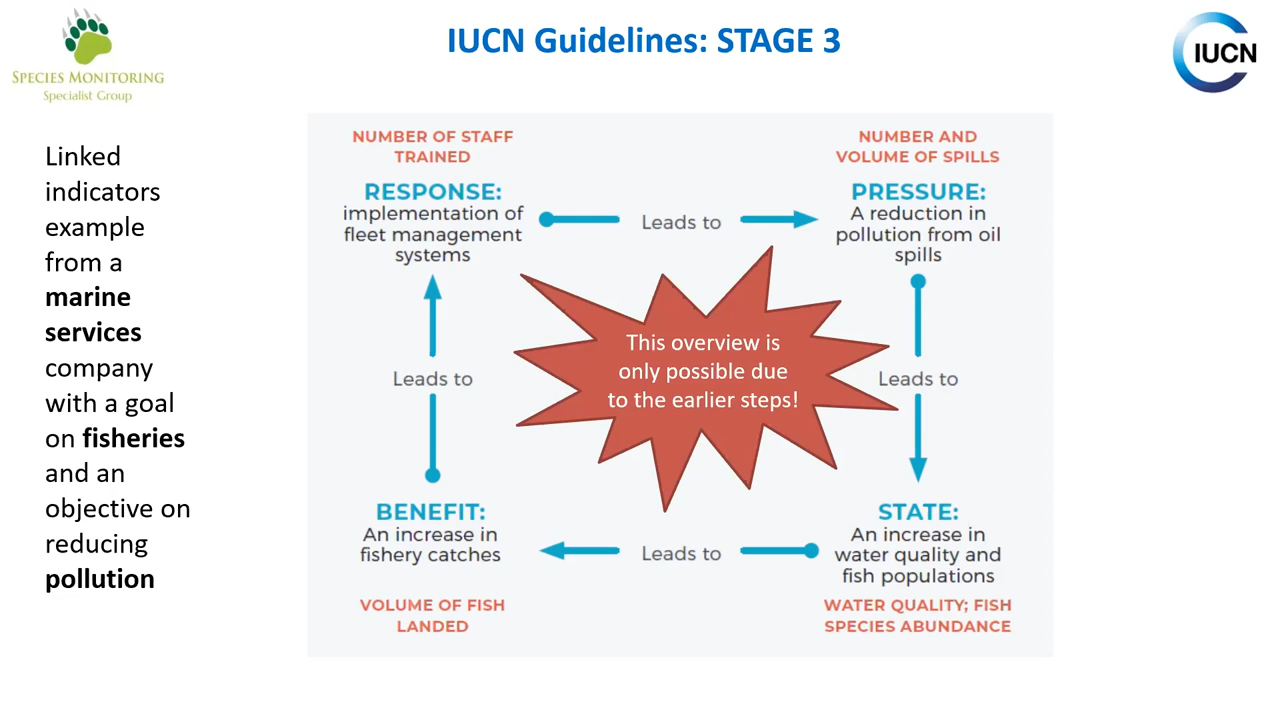 SPECIES MONITORING
Specialist Group
IUCN Guidelines: STAGE 3
IUCN
Linked
indicators
example
from a
marine
services
company
with a goal
on fisheries
and an
objective on
reducing
pollution
NUMBER OF STAFF
TRAINED
RESPONSE:
implementation of
fleet management
systems
Leads to
NUMBER AND
VOLUME OF SPILLS
PRESSURE:
A reduction in
pollution from oil
spills
This overview is
only possible due
to the earlier steps!
Leads to
Leads to
BENEFIT:
An increase in
fishery catches
VOLUME OF FISH
LANDED
Leads to
STATE:
An increase in
water quality and
fish populations
WATER QUALITY; FISH
SPECIES ABUNDANCE